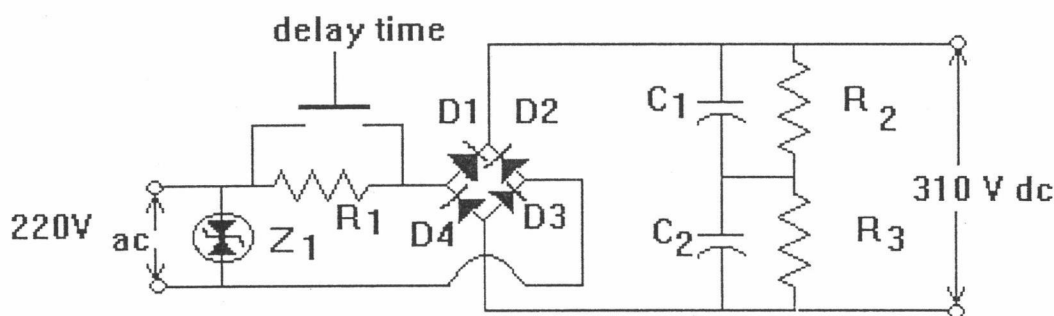 delay time
D1 D2
C1
R2
220V
ac
Z1
R1
D4
D3
C2
R3
310 V dc